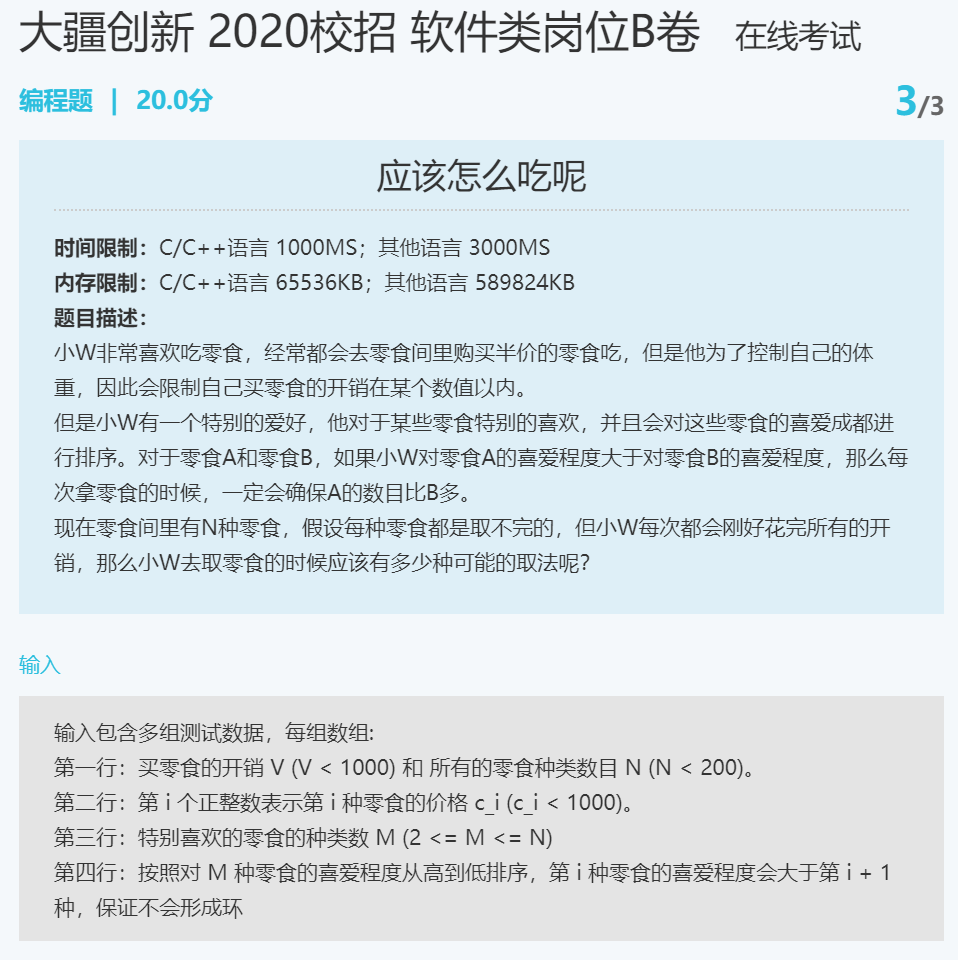 大疆创新 2020校招 软件类岗位B卷 在线考试
编程题 | 20.0分 3/3
应该怎么吃呢
时间限制：C/C++语言 1000MS；其他语言 3000MS
内存限制：C/C++语言 65536KB；其他语言 589824KB
题目描述：
小W非常喜欢吃零食，经常都会去零食间里购买半价的零食吃，但是他为了控制自己的体
重，因此会限制自己买零食的开销在某个数值以内。
但是小W有一个特别的爱好，他对于某些零食特别的喜欢，并且会对这些零食的喜爱成都进
行排序。对于零食A和零食B，如果小W对零食A的喜爱程度大于对零食B的喜爱程度，那么每
次拿零食的时候，一定会确保A的数目比B多。
现在零食间里有N种零食，假设每种零食都是取不完的，但小W每次都会刚好花完所有的开
销，那么小W去取零食的时候应该有多少种可能的取法呢？
输入
输入包含多组测试数据，每组数组:
第一行：买零食的开销 V (V < 1000) 和 所有的零食种类数目 N (N < 200)。
第二行：第 i 个正整数表示第 i 种零食的价格 c_i (c_i < 1000)。
第三行：特别喜欢的零食的种类数 M (2 <= M <= N)
第四行：按照对 M 种零食的喜爱程度从高到低排序，第 i 种零食的喜爱程度会大于第 i + 1
种，保证不会形成环